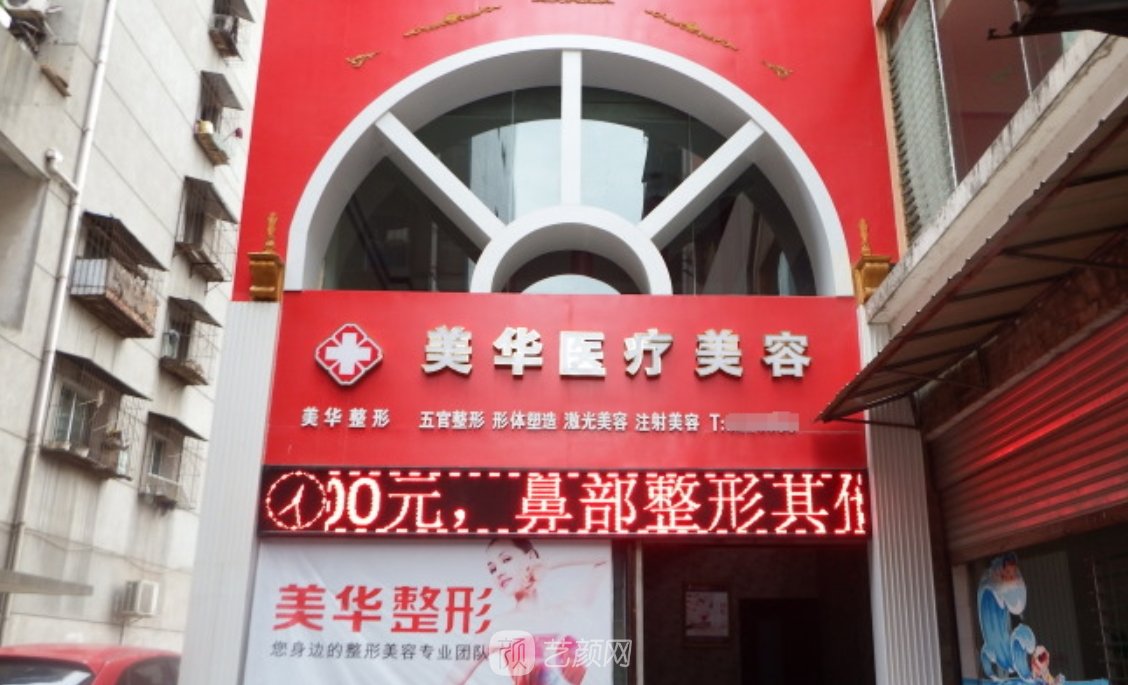 美华医疗美容
美华整形
五官整形 形体塑造 激光美容 注射美容 T:
00元，鼻部整形其他
美华整形
您身边的整形美容专业团队
颜 艺颜网